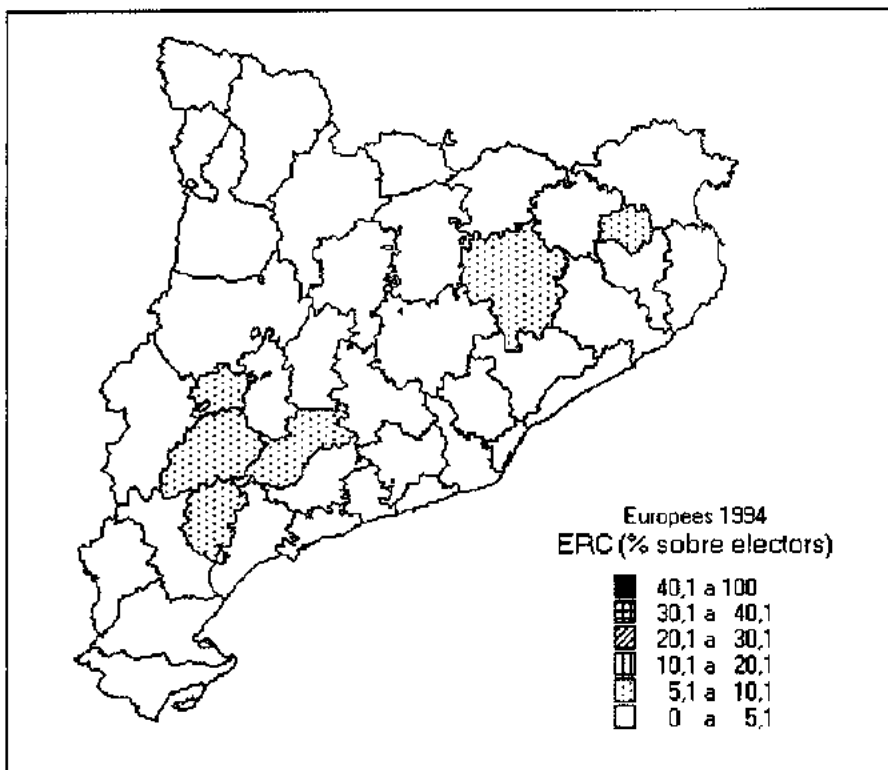 Europees 1994
ERC (% sobre electors)
40,1 a 100
30,1 a 40,1
20,1 a 30,1
10,1 a 20,1
5,1 a 10,1
0 a 5,1